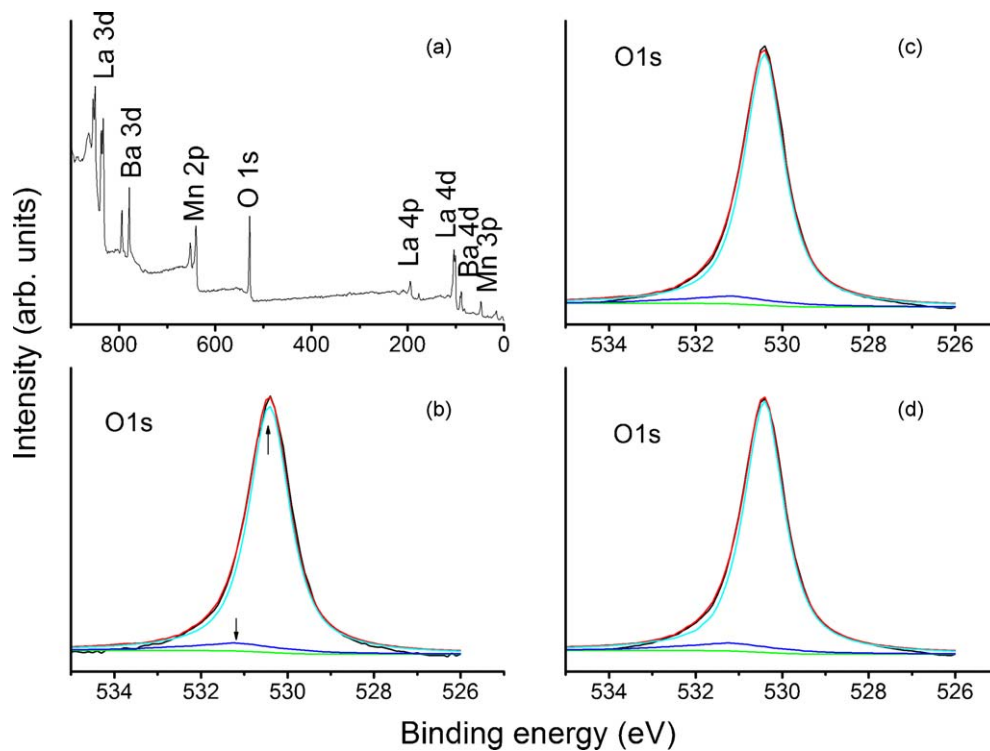 Intensity (arb. units)
(a)
La 3d
Ba 3d
Mn 2p
O 1s
La 4p
La 4d
Ba 4d
Mn 3p
800 600 400 200 0
(c)
O1s
534 532 530 528 526
(b)
O1s
534 532 530 528 526
(d)
O1s
534 532 530 528 526
Binding energy (eV)